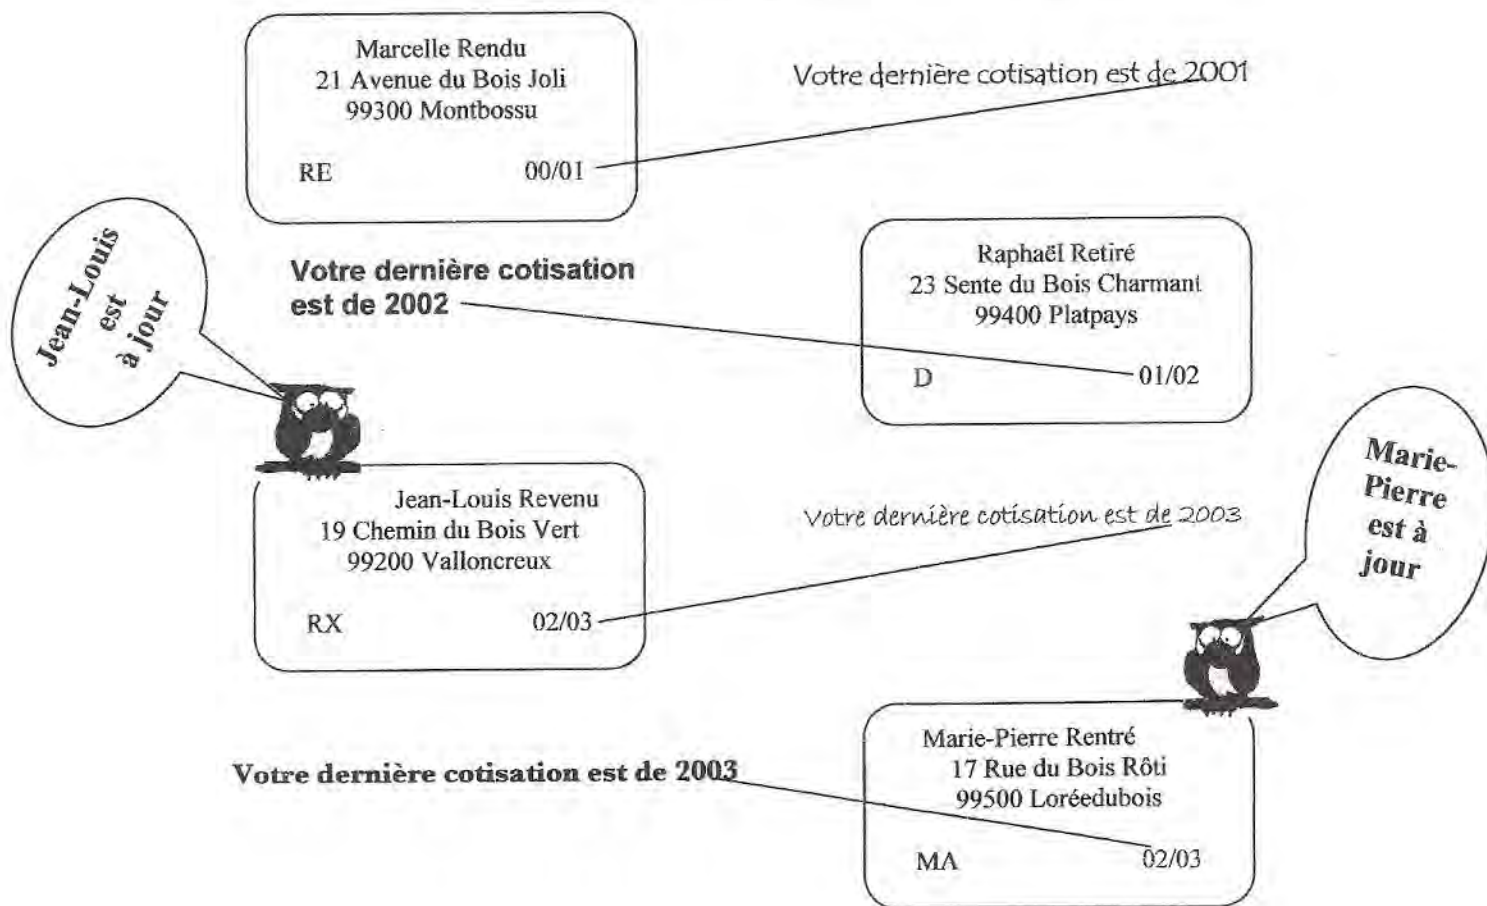 Marcelle Rendu
21 Avenue du Bois Joli
99300 Montbossu
RE 00/01
Votre dernière cotisation est de 2001
Jean-Louis
est
à jour
Votre dernière cotisation
est de 2002
Raphaël Retiré
23 Sente du Bois Charmant
99400 Platpays
D 01/02
Jean-Louis Revenu
19 Chemin du Bois Vert
99200 Valloncreux
RX 02/03
Votre dernière cotisation est de 2003
Marie-
Pierre
est à
jour
Votre dernière cotisation est de 2003
Marie-Pierre Rentré
17 Rue du Bois Rôti
99500 Loréedubois
MA 02/03